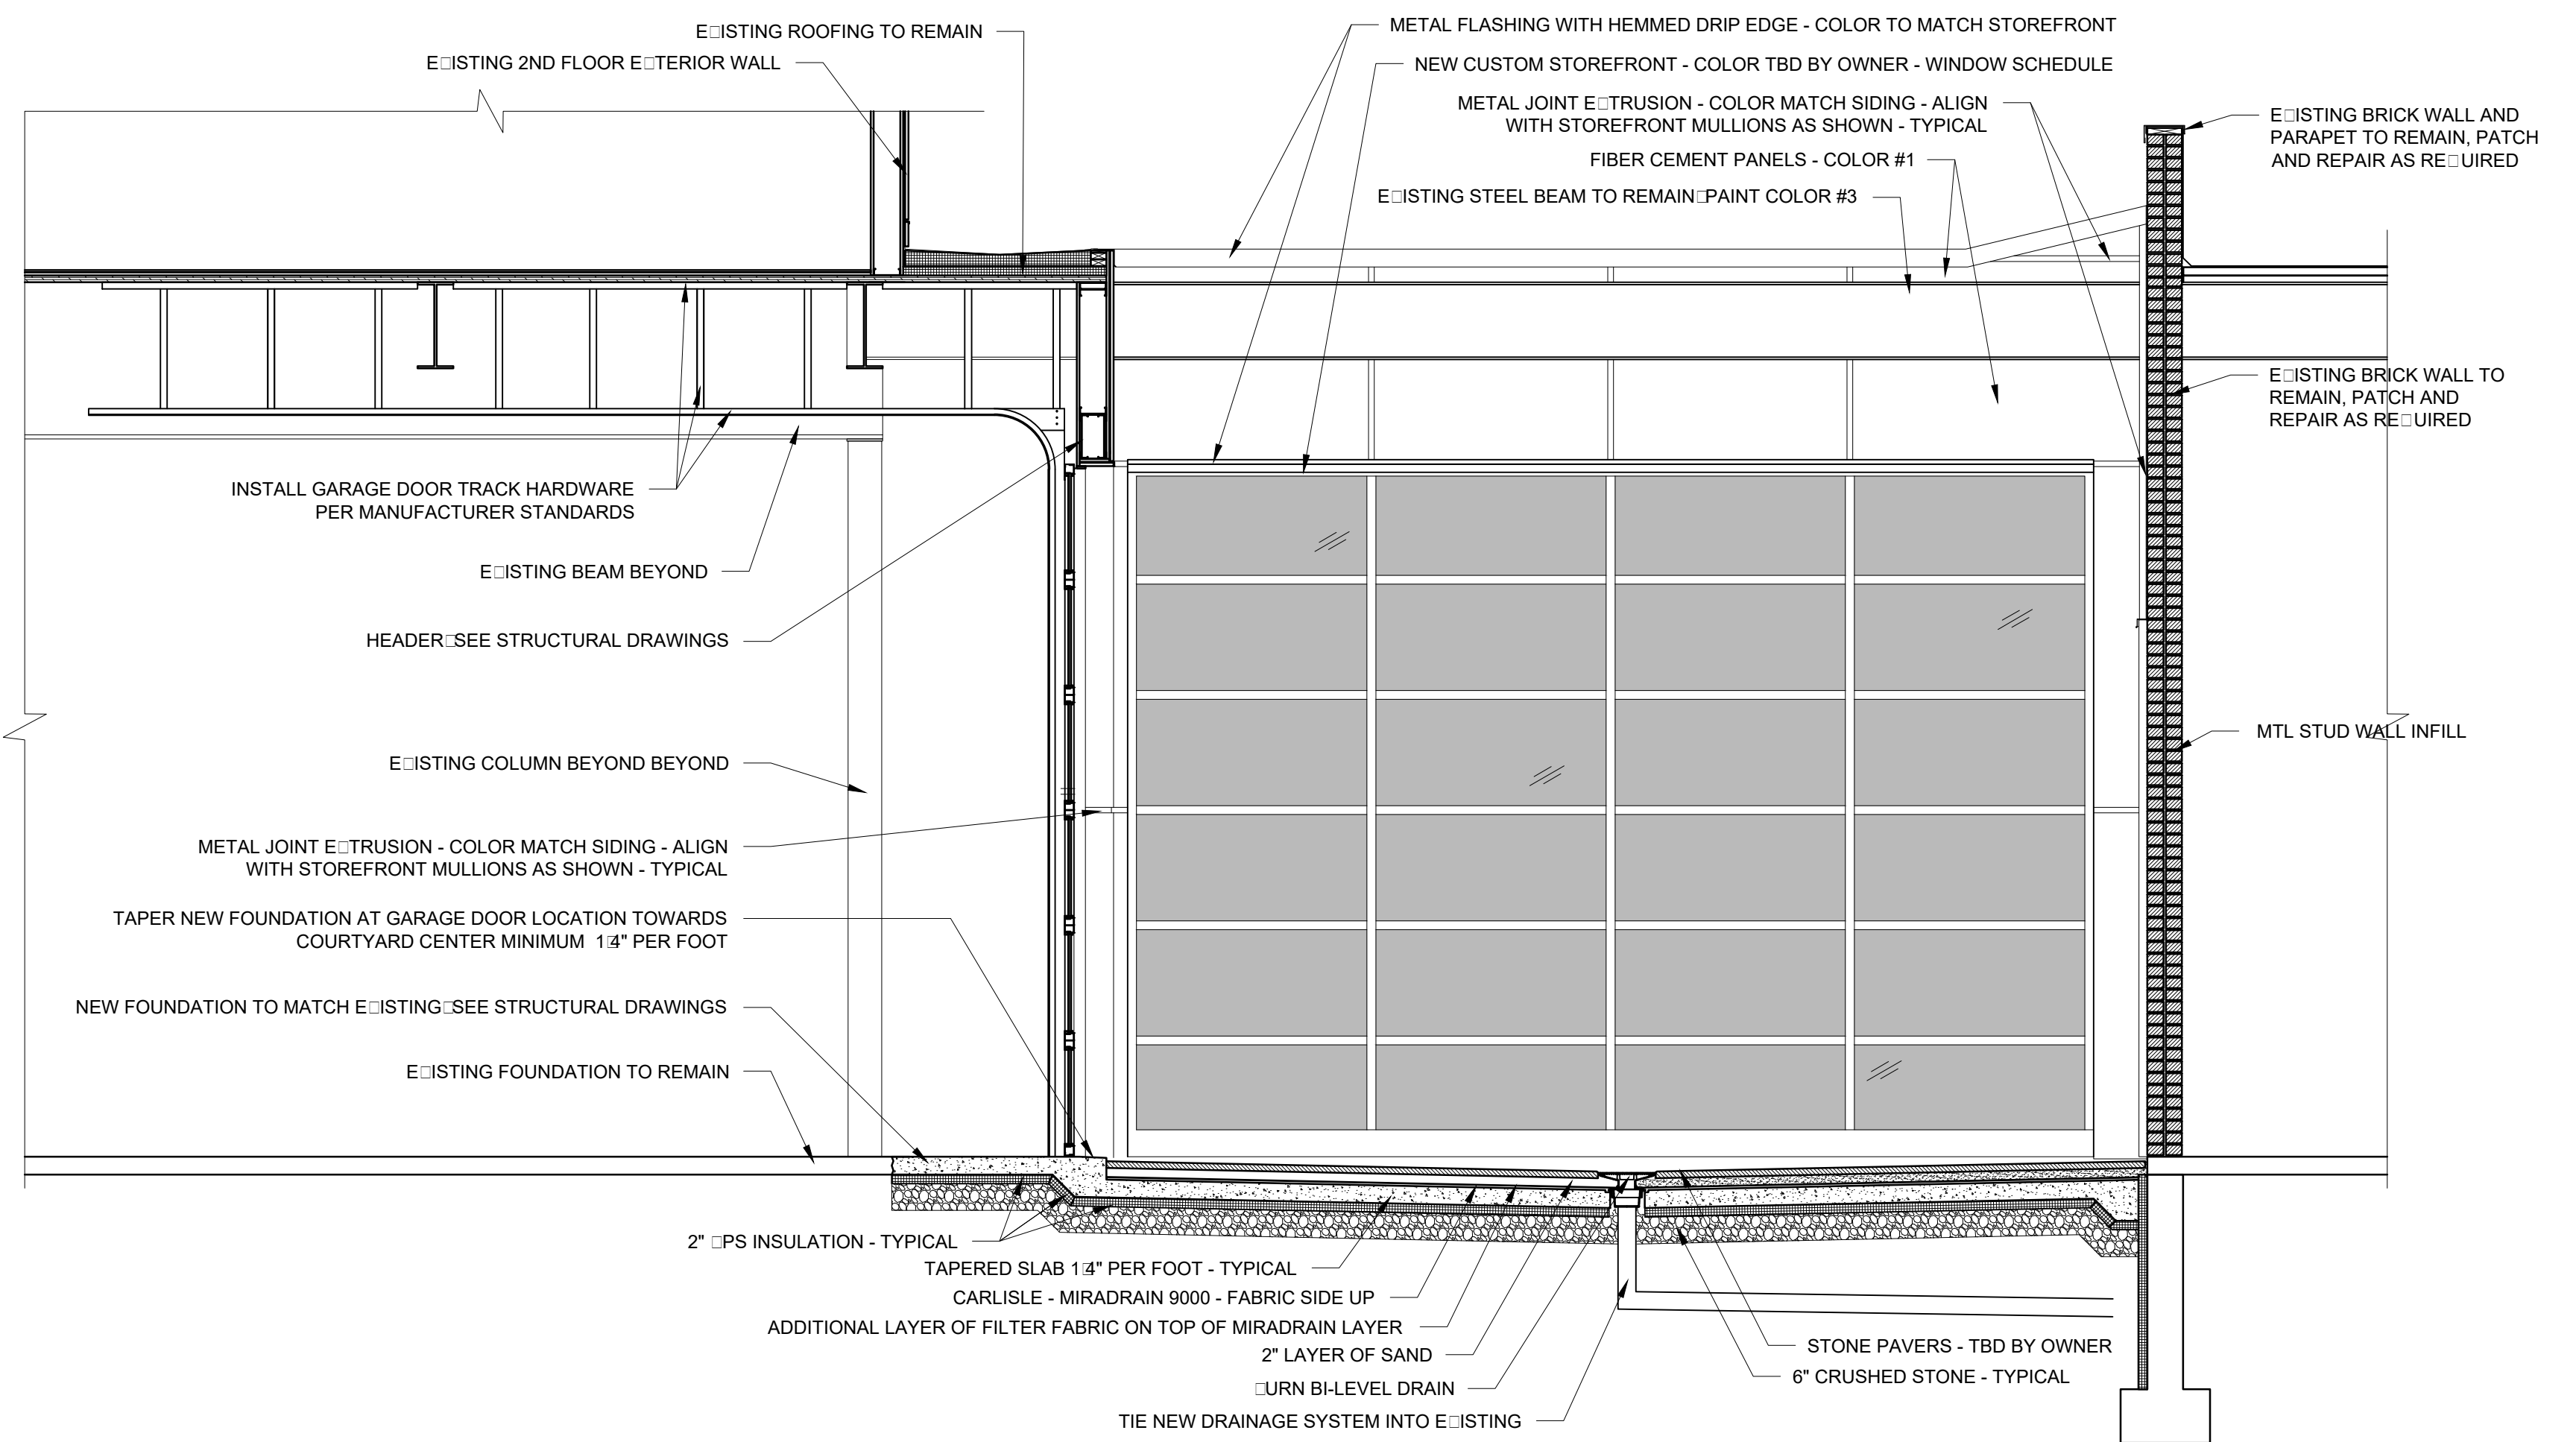 E□ISTING ROOFING TO REMAIN
E□ISTING 2ND FLOOR E□TERIOR WALL
METAL FLASHING WITH HEMMED DRIP EDGE - COLOR TO MATCH STOREFRONT
NEW CUSTOM STOREFRONT - COLOR TBD BY OWNER - WINDOW SCHEDULE
METAL JOINT E□TRUSION - COLOR MATCH SIDING - ALIGN
WITH STOREFRONT MULLIONS AS SHOWN - TYPICAL
FIBER CEMENT PANELS - COLOR #1
E□ISTING STEEL BEAM TO REMAIN□PAINT COLOR #3
E□ISTING BRICK WALL AND
PARAPET TO REMAIN, PATCH
AND REPAIR AS RE□UIRED
E□ISTING BRICK WALL TO
REMAIN, PATCH AND
REPAIR AS RE□UIRED
MTL STUD WALL INFILL
INSTALL GARAGE DOOR TRACK HARDWARE
PER MANUFACTURER STANDARDS
E□ISTING BEAM BEYOND
HEADER□SEE STRUCTURAL DRAWINGS
E□ISTING COLUMN BEYOND BEYOND
METAL JOINT E□TRUSION - COLOR MATCH SIDING - ALIGN
WITH STOREFRONT MULLIONS AS SHOWN - TYPICAL
TAPER NEW FOUNDATION AT GARAGE DOOR LOCATION TOWARDS
COURTYARD CENTER MINIMUM 1□4" PER FOOT
NEW FOUNDATION TO MATCH E□ISTING□SEE STRUCTURAL DRAWINGS
E□ISTING FOUNDATION TO REMAIN
2" □PS INSULATION - TYPICAL
TAPERED SLAB 1□4" PER FOOT - TYPICAL
CARLISLE - MIRADRAIN 9000 - FABRIC SIDE UP
ADDITIONAL LAYER OF FILTER FABRIC ON TOP OF MIRADRAIN LAYER
2" LAYER OF SAND
□URN BI-LEVEL DRAIN
TIE NEW DRAINAGE SYSTEM INTO E□ISTING
STONE PAVERS - TBD BY OWNER
6" CRUSHED STONE - TYPICAL